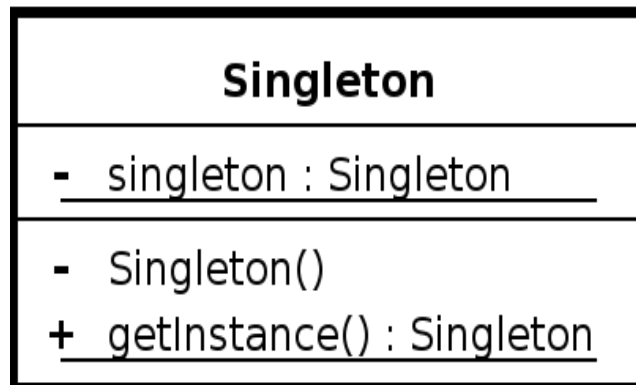 Singleton
- singleton : Singleton
- Singleton()
+ getInstance() : Singleton